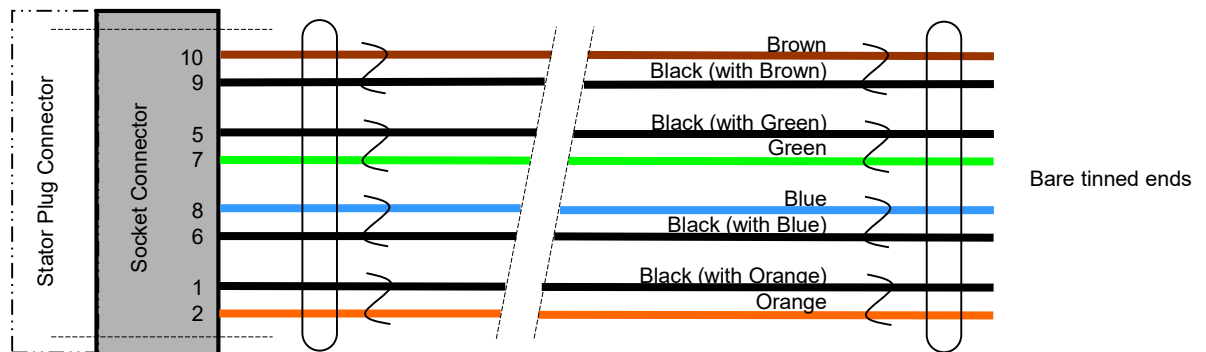 Stator Plug Connector
Socket Connector
10
Brown
9
Black (with Brown)
5
Black (with Green)
7
Green
8
Blue
6
Black (with Blue)
1
Black (with Orange)
2
Orange
Bare tinned ends